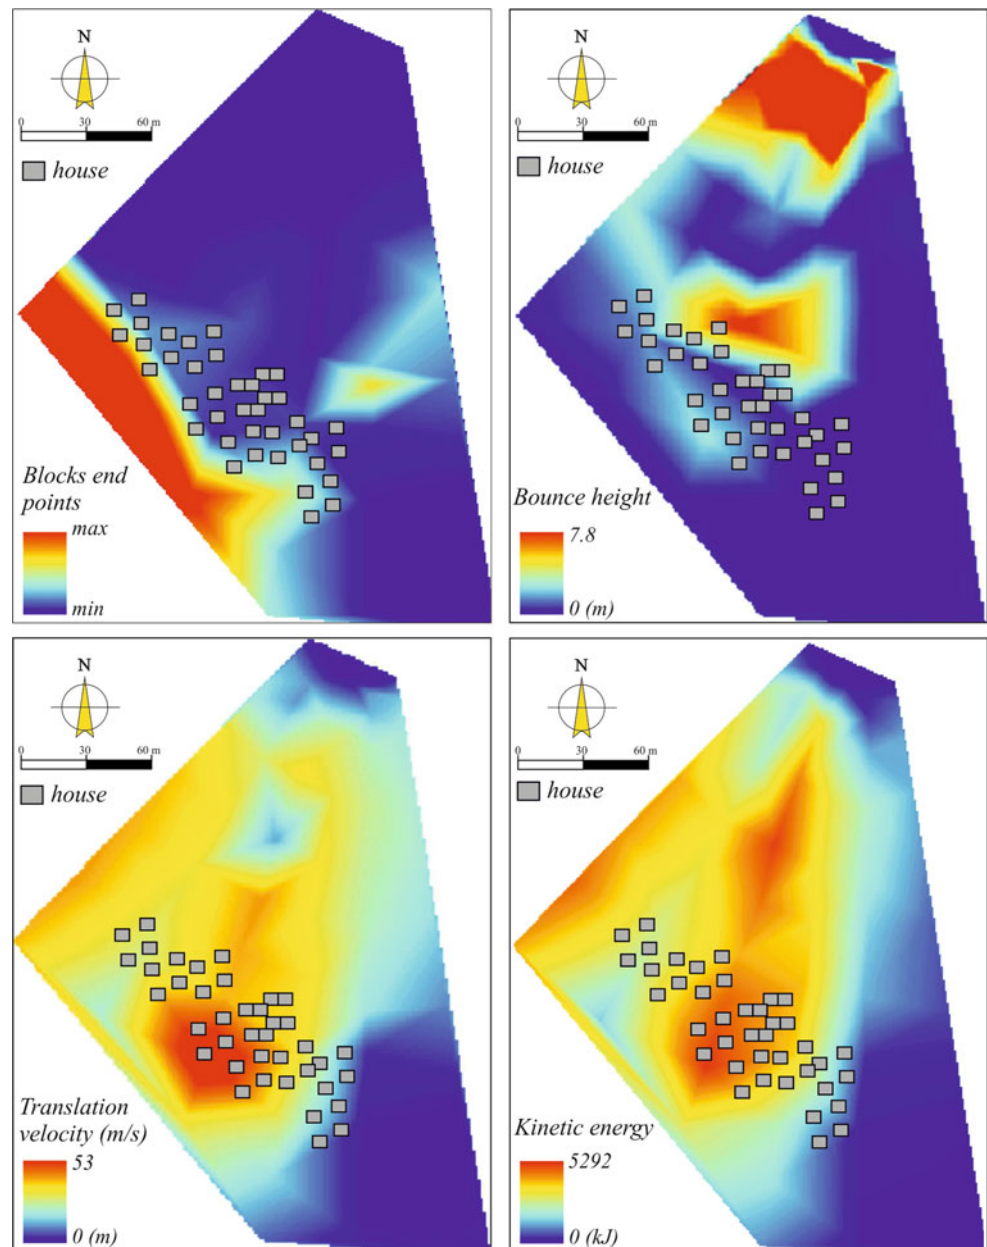 N
0 30 60 m
house
Blocks end
points
max
min
N
0 30 60 m
house
Bounce height
7.8
0 (m)
N
0 30 60 m
house
Translation
velocity (m/s)
53
0 (m)
N
0 30 60 m
house
Kinetic energy
5292
0 (kJ)